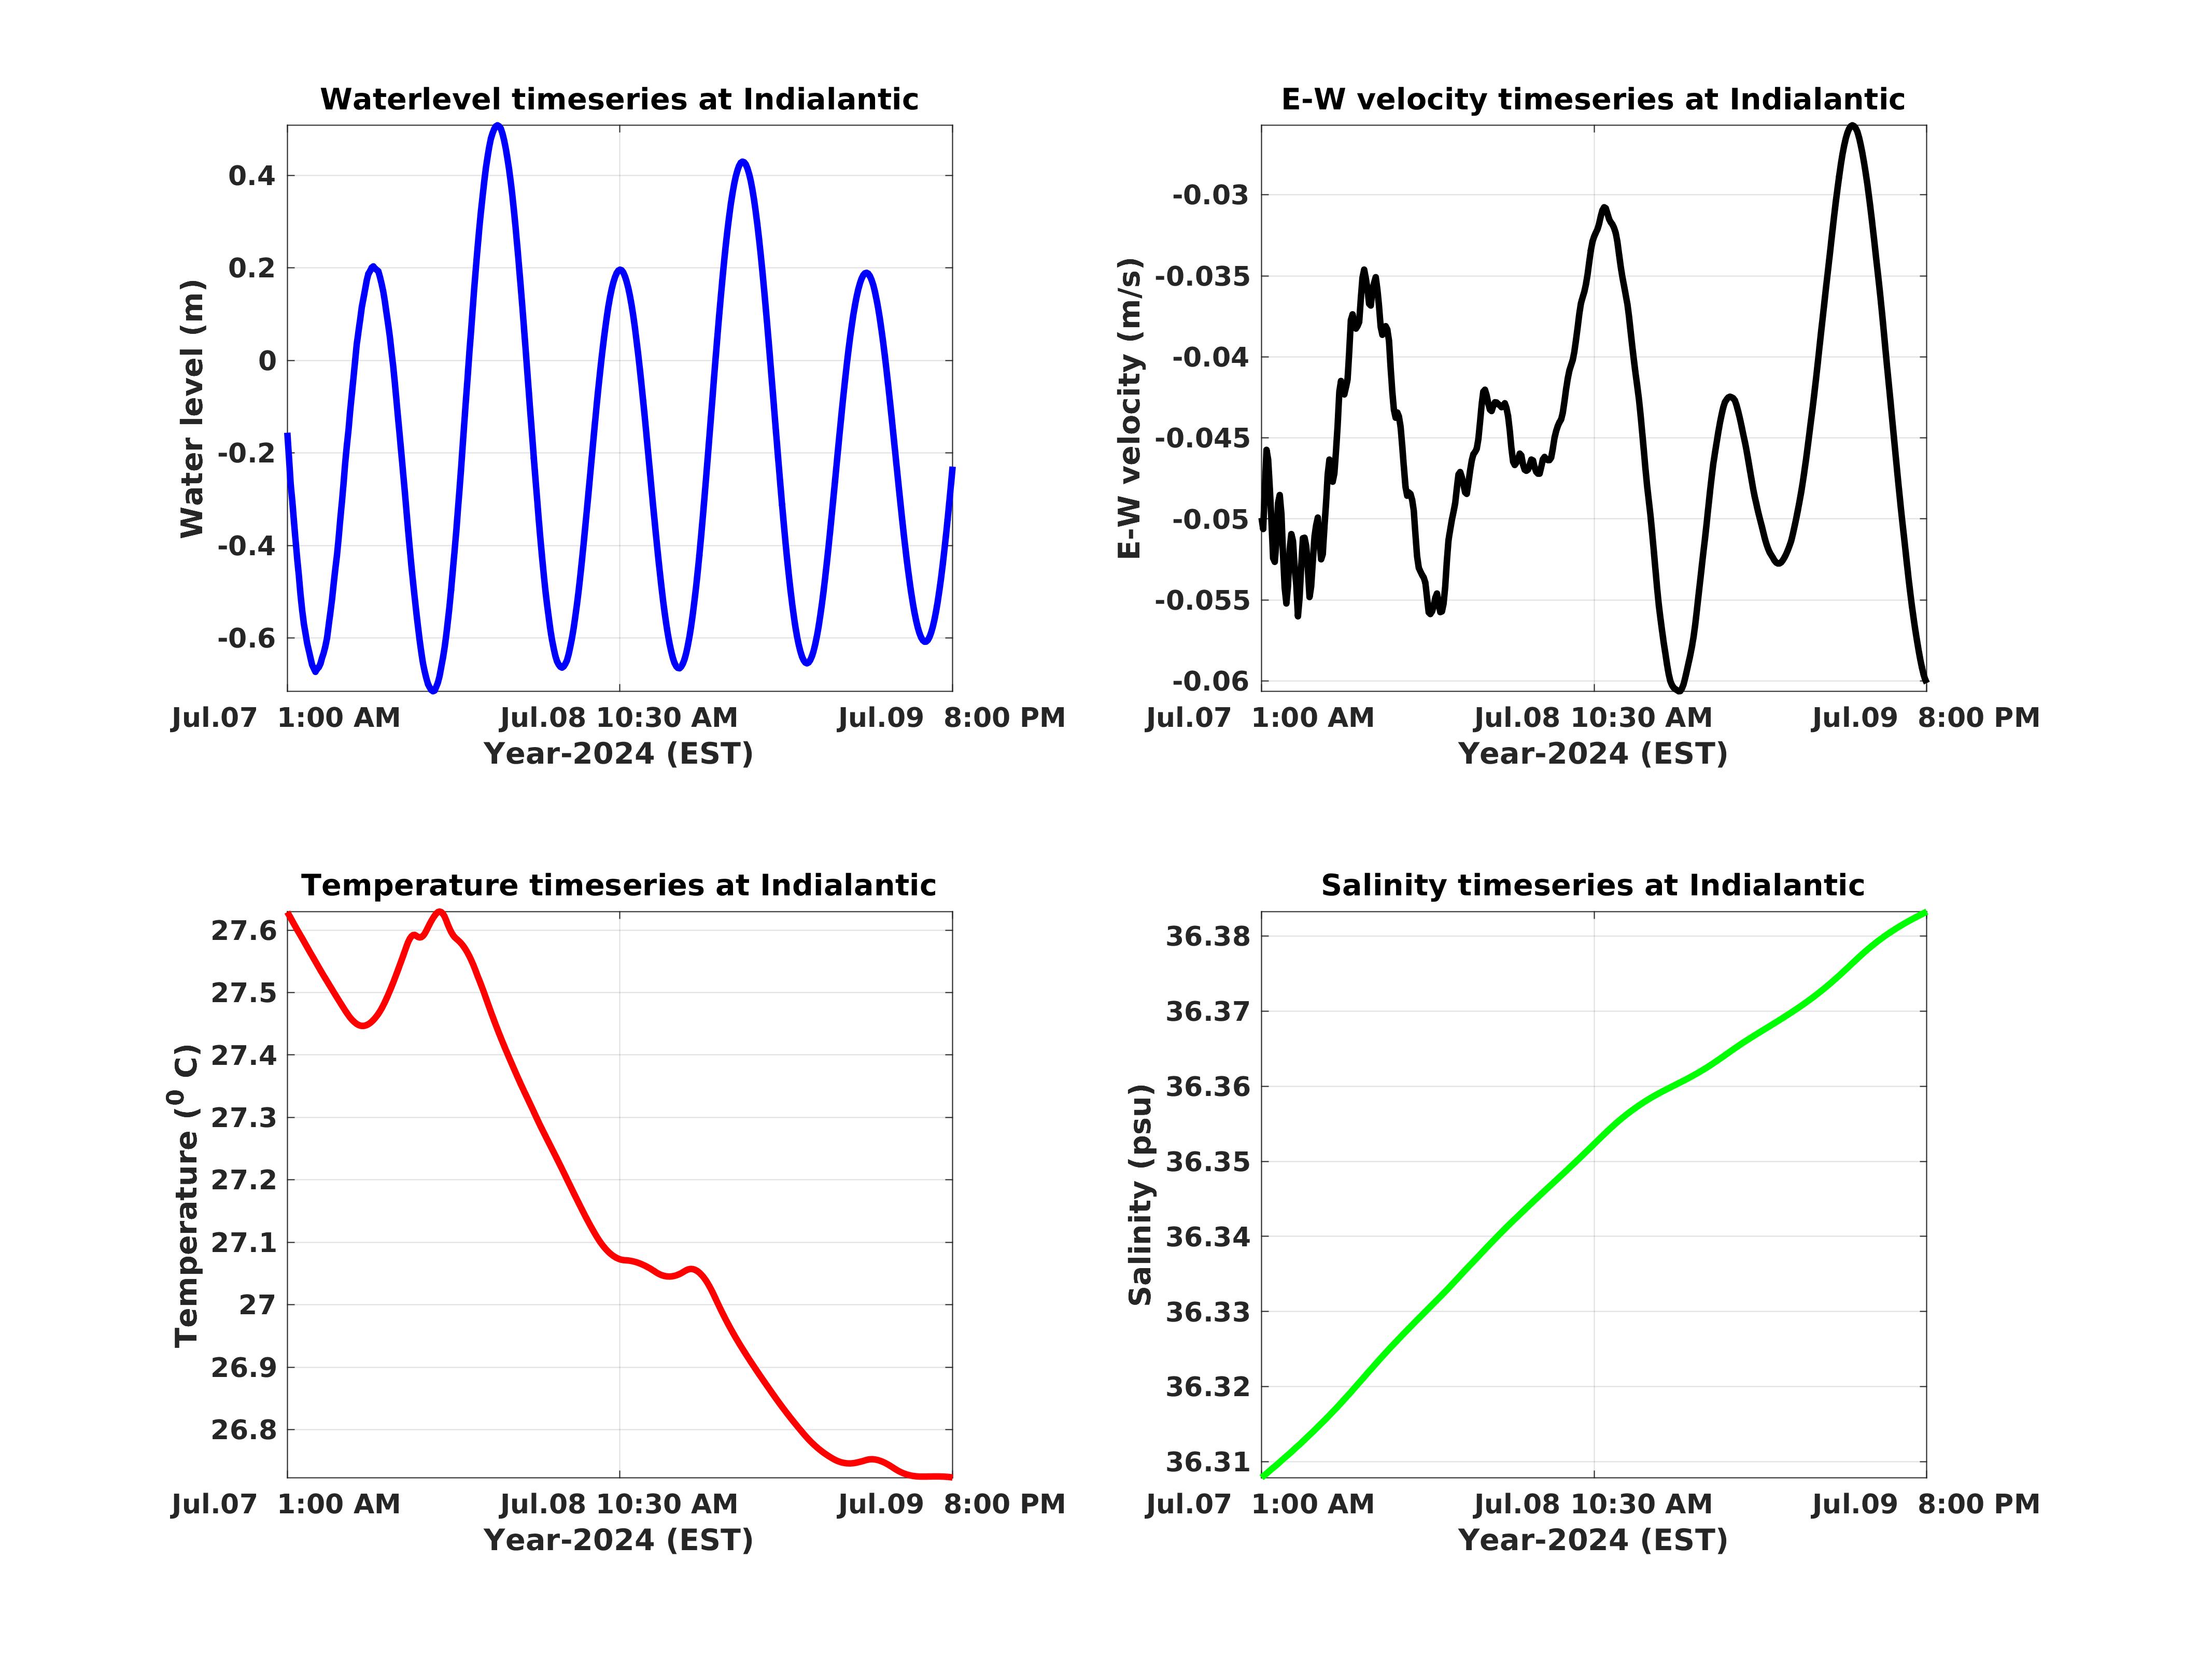 Waterlevel timeseries at Indialantic
Water level (m)
0.4
0.2
0
-0.2
-0.4
-0.6
Jul.07 1:00 AM
Jul.08 10:30 AM
Jul.09 8:00 PM
Year-2024 (EST)
E-W velocity timeseries at Indialantic
E-W velocity (m/s)
-0.03
-0.035
-0.04
-0.045
-0.05
-0.055
-0.06
Jul.07 1:00 AM
Jul.08 10:30 AM
Jul.09 8:00 PM
Year-2024 (EST)
Temperature timeseries at Indialantic
Temperature (⁰ C)
27.6
27.5
27.4
27.3
27.2
27.1
27
26.9
26.8
Jul.07 1:00 AM
Jul.08 10:30 AM
Jul.09 8:00 PM
Year-2024 (EST)
Salinity timeseries at Indialantic
Salinity (psu)
36.38
36.37
36.36
36.35
36.34
36.33
36.32
36.31
Jul.07 1:00 AM
Jul.08 10:30 AM
Jul.09 8:00 PM
Year-2024 (EST)